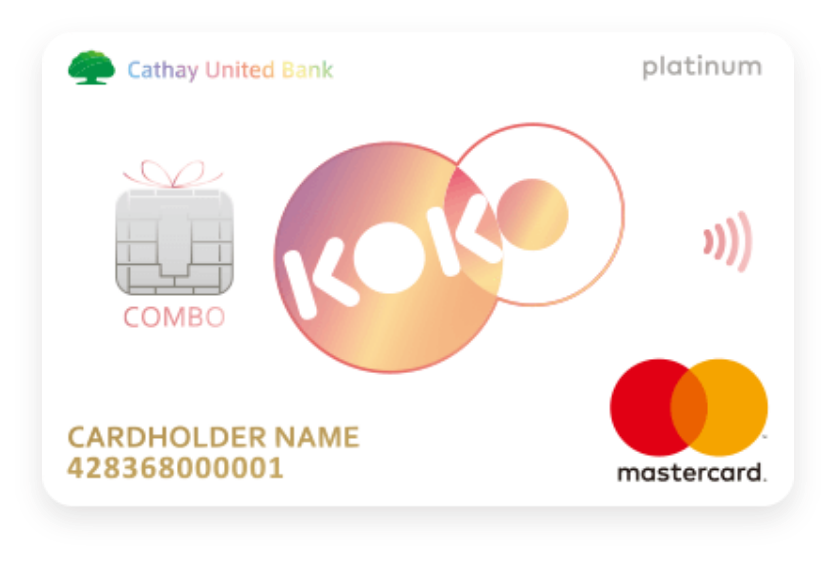 Cathay United Bank
platinum
KOKO
COMBO
CARDHOLDER NAME
428368000001
mastercard.